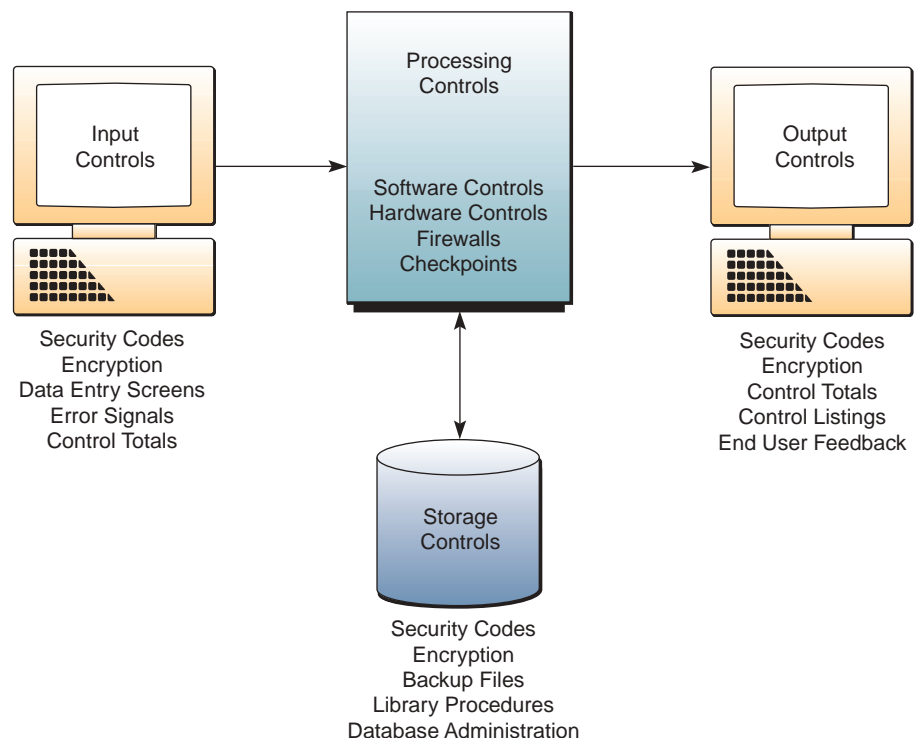 Processing
Controls
Input
Controls
Output
Controls
Software Controls
Hardware Controls
Firewalls
Checkpoints
Security Codes
Encryption
Data Entry Screens
Error Signals
Control Totals
Security Codes
Encryption
Control Totals
Control Listings
End User Feedback
Storage
Controls
Security Codes
Encryption
Backup Files
Library Procedures
Database Administration